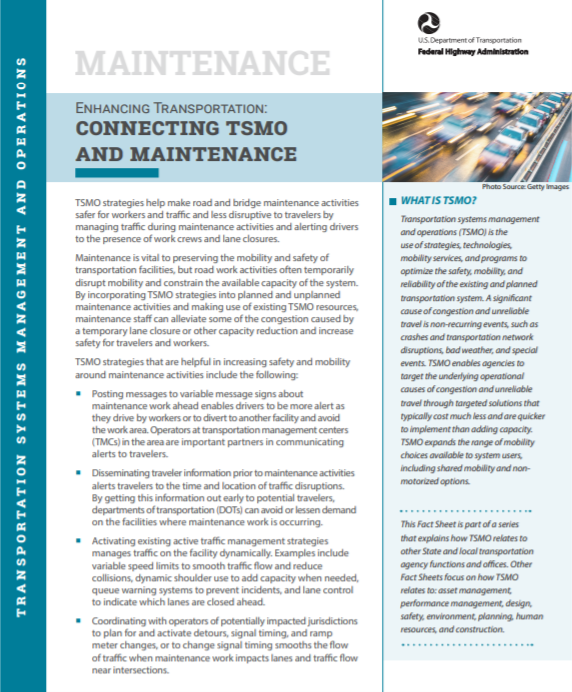 TRANSPORTATION SYSTEMS MANAGEMENT AND OPERATIONS
MAINTENANCE
U.S. Department of Transportation
Federal Highway Administration
ENHANCING TRANSPORTATION:
CONNECTING TSMO
AND MAINTENANCE
Photo Source: Getty Images
TSMO strategies help make road and bridge maintenance activities
safer for workers and traffic and less disruptive to travelers by
managing traffic during maintenance activities and alerting drivers
to the presence of work crews and lane closures.
Maintenance is vital to preserving the mobility and safety of
transportation facilities, but road work activities often temporarily
disrupt mobility and constrain the available capacity of the system.
By incorporating TSMO strategies into planned and unplanned
maintenance activities and making use of existing TSMO resources,
maintenance staff can alleviate some of the congestion caused by
a temporary lane closure or other capacity reduction and increase
safety for travelers and workers.
TSMO strategies that are helpful in increasing safety and mobility
around maintenance activities include the following:
▪ Posting messages to variable message signs about
maintenance work ahead enables drivers to be more alert as
they drive by workers or to divert to another facility and avoid
the work area. Operators at transportation management centers
(TMCs) in the area are important partners in communicating
alerts to travelers.
▪ Disseminating traveler information prior to maintenance activities
alerts travelers to the time and location of traffic disruptions.
By getting this information out early to potential travelers,
departments of transportation (DOTs) can avoid or lessen demand
on the facilities where maintenance work is occurring.
▪ Activating existing active traffic management strategies
manages traffic on the facility dynamically. Examples include
variable speed limits to smooth traffic flow and reduce
collisions, dynamic shoulder use to add capacity when needed,
queue warning systems to prevent incidents, and lane control
to indicate which lanes are closed ahead.
▪ Coordinating with operators of potentially impacted jurisdictions
to plan for and activate detours, signal timing, and ramp
meter changes, or to change signal timing smooths the flow
of traffic when maintenance work impacts lanes and traffic flow
near intersections.
■ WHAT IS TSMO?
Transportation systems management
and operations (TSMO) is the
use of strategies, technologies,
mobility services, and programs to
optimize the safety, mobility, and
reliability of the existing and planned
transportation system. A significant
cause of congestion and unreliable
travel is non-recurring events, such as
crashes and transportation network
disruptions, bad weather, and special
events. TSMO enables agencies to
target the underlying operational
causes of congestion and unreliable
travel through targeted solutions that
typically cost much less and are quicker
to implement than adding capacity.
TSMO expands the range of mobility
choices available to system users,
including shared mobility and non-
motorized options.
This Fact Sheet is part of a series
that explains how TSMO relates to
other State and local transportation
agency functions and offices. Other
Fact Sheets focus on how TSMO
relates to: asset management,
performance management, design,
safety, environment, planning, human
resources, and construction.